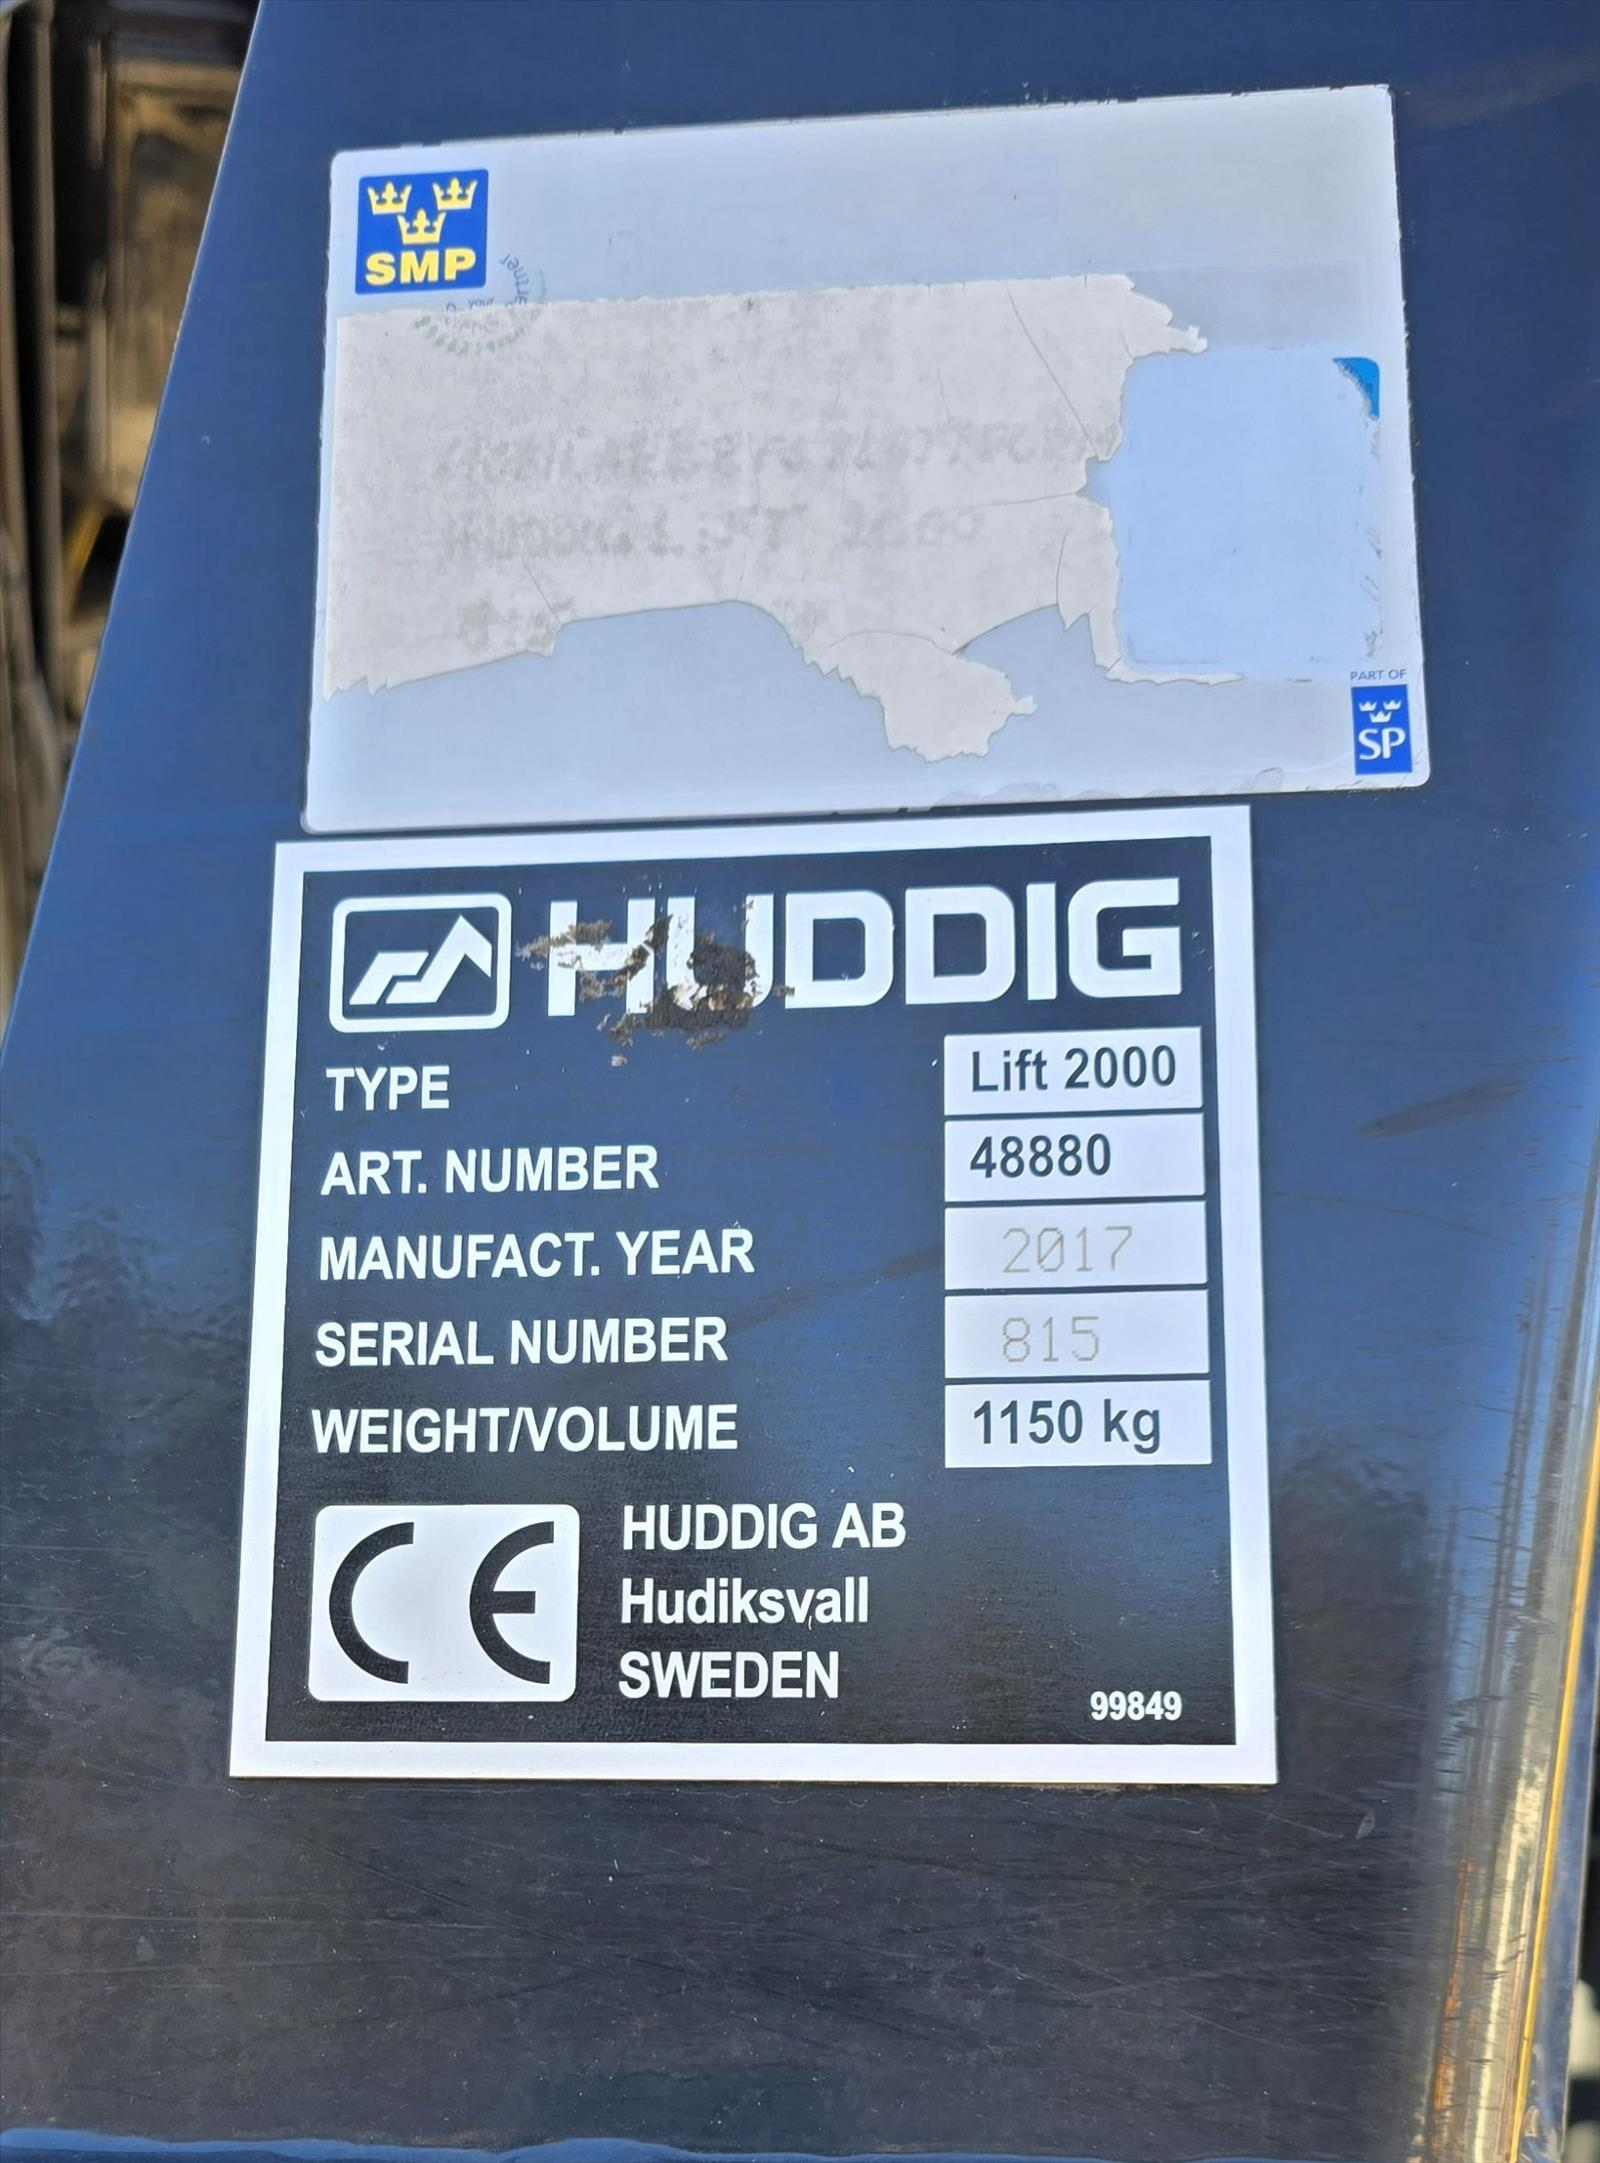 SMP
PART OF
SP
HUDDIG
TYPE Lift 2000
ART. NUMBER 48880
MANUFACT. YEAR 2017
SERIAL NUMBER 815
WEIGHT/VOLUME 1150 kg
CE
HUDDIG AB
Hudiksvall
SWEDEN
99849